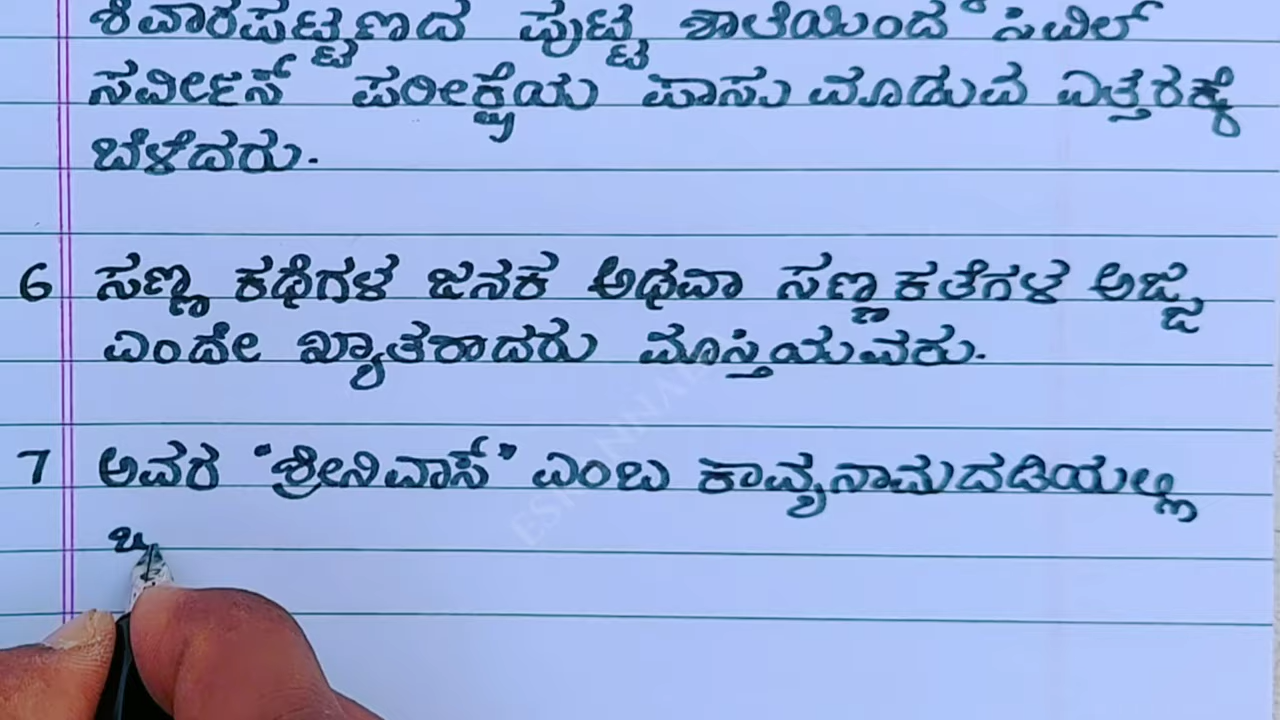 ಶಿವಾರಪಟ್ಟಣದ ಪುಟ್ಟ ಶಾಲೆಯಿಂದ ಸಿವಿಲ್
ಸರ್ವೀಸ್ ಪರೀಕ್ಷೆಯ ಪಾಸು ಮಾಡುವ ಎತ್ತರಕ್ಕೆ
ಬೆಳೆದರು.
6 ಸಣ್ಣ ಕಥೆಗಳ ಜನಕ ಅಥವಾ ಸಣ್ಣ ಕತೆಗಳ ಅಜ್ಜ
ಎಂದೇ ಖ್ಯಾತರಾದರು ಮಾಸ್ತಿಯವರು.
7 ಅವರ "ಶ್ರೀನಿವಾಸ್" ಎಂಬ ಕಾವ್ಯನಾಮದಡಿಯಲ್ಲಿ